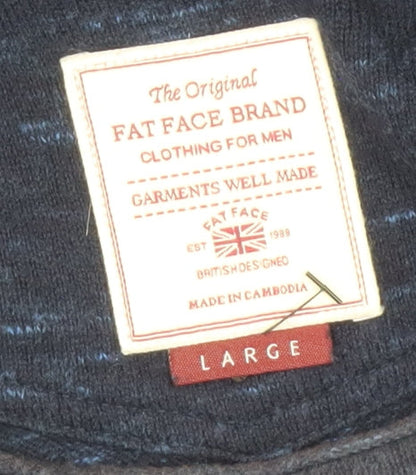 The Original
FAT FACE BRAND
CLOTHING FOR MEN
GARMENTS WELL MADE
FAT FACE
EST 1988
BRITISH DESIGNED
MADE IN CAMBODIA
LARGE